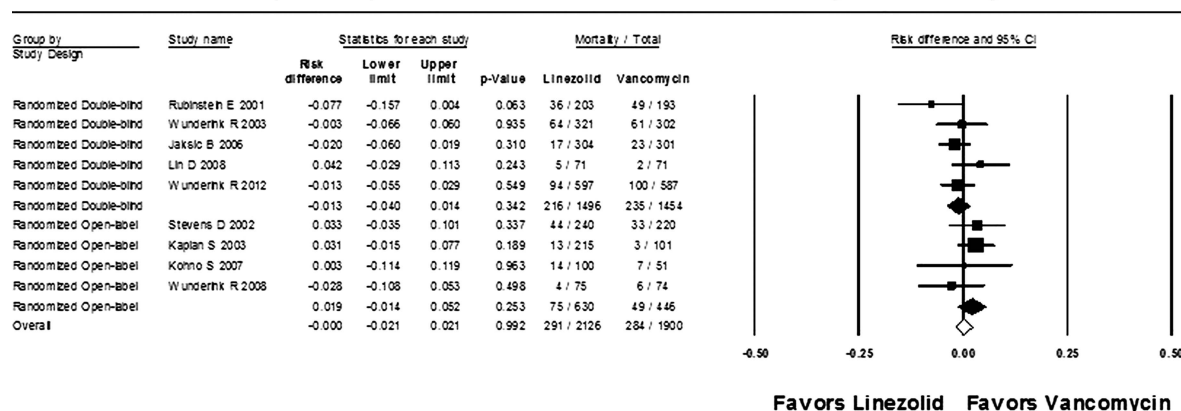 Group by Study name Statistics for each study Mortality / Total Risk difference and 95% CI
Study Design
Risk difference Lower limit Upper limit p-Value Linezolid Vancomycin
Randomized Double-blind Rubinstein E 2001 -0.077 -0.157 0.004 0.063 36 / 203 49 / 193
Randomized Double-blind Wunderink R 2003 -0.003 -0.066 0.060 0.935 64 / 321 61 / 302
Randomized Double-blind Jaksic B 2006 -0.020 -0.060 0.019 0.310 17 / 304 23 / 301
Randomized Double-blind Lin D 2008 0.042 -0.029 0.113 0.243 5 / 71 2 / 71
Randomized Double-blind Wunderink R 2012 -0.013 -0.055 0.029 0.549 94 / 597 100 / 587
Randomized Double-blind -0.013 -0.040 0.014 0.342 216 / 1496 235 / 1454
Randomized Open-label Stevens D 2002 0.033 -0.035 0.101 0.337 44 / 240 33 / 220
Randomized Open-label Kaplan S 2003 0.031 -0.015 0.077 0.189 13 / 215 3 / 101
Randomized Open-label Kohno S 2007 0.003 -0.114 0.119 0.963 14 / 100 7 / 51
Randomized Open-label Wunderink R 2008 -0.028 -0.108 0.053 0.498 4 / 75 6 / 74
Randomized Open-label 0.019 -0.014 0.052 0.253 75 / 630 49 / 446
Overall -0.000 -0.021 0.021 0.992 291 / 2126 284 / 1900
-0.50 -0.25 0.00 0.25 0.50
Favors Linezolid Favors Vancomycin